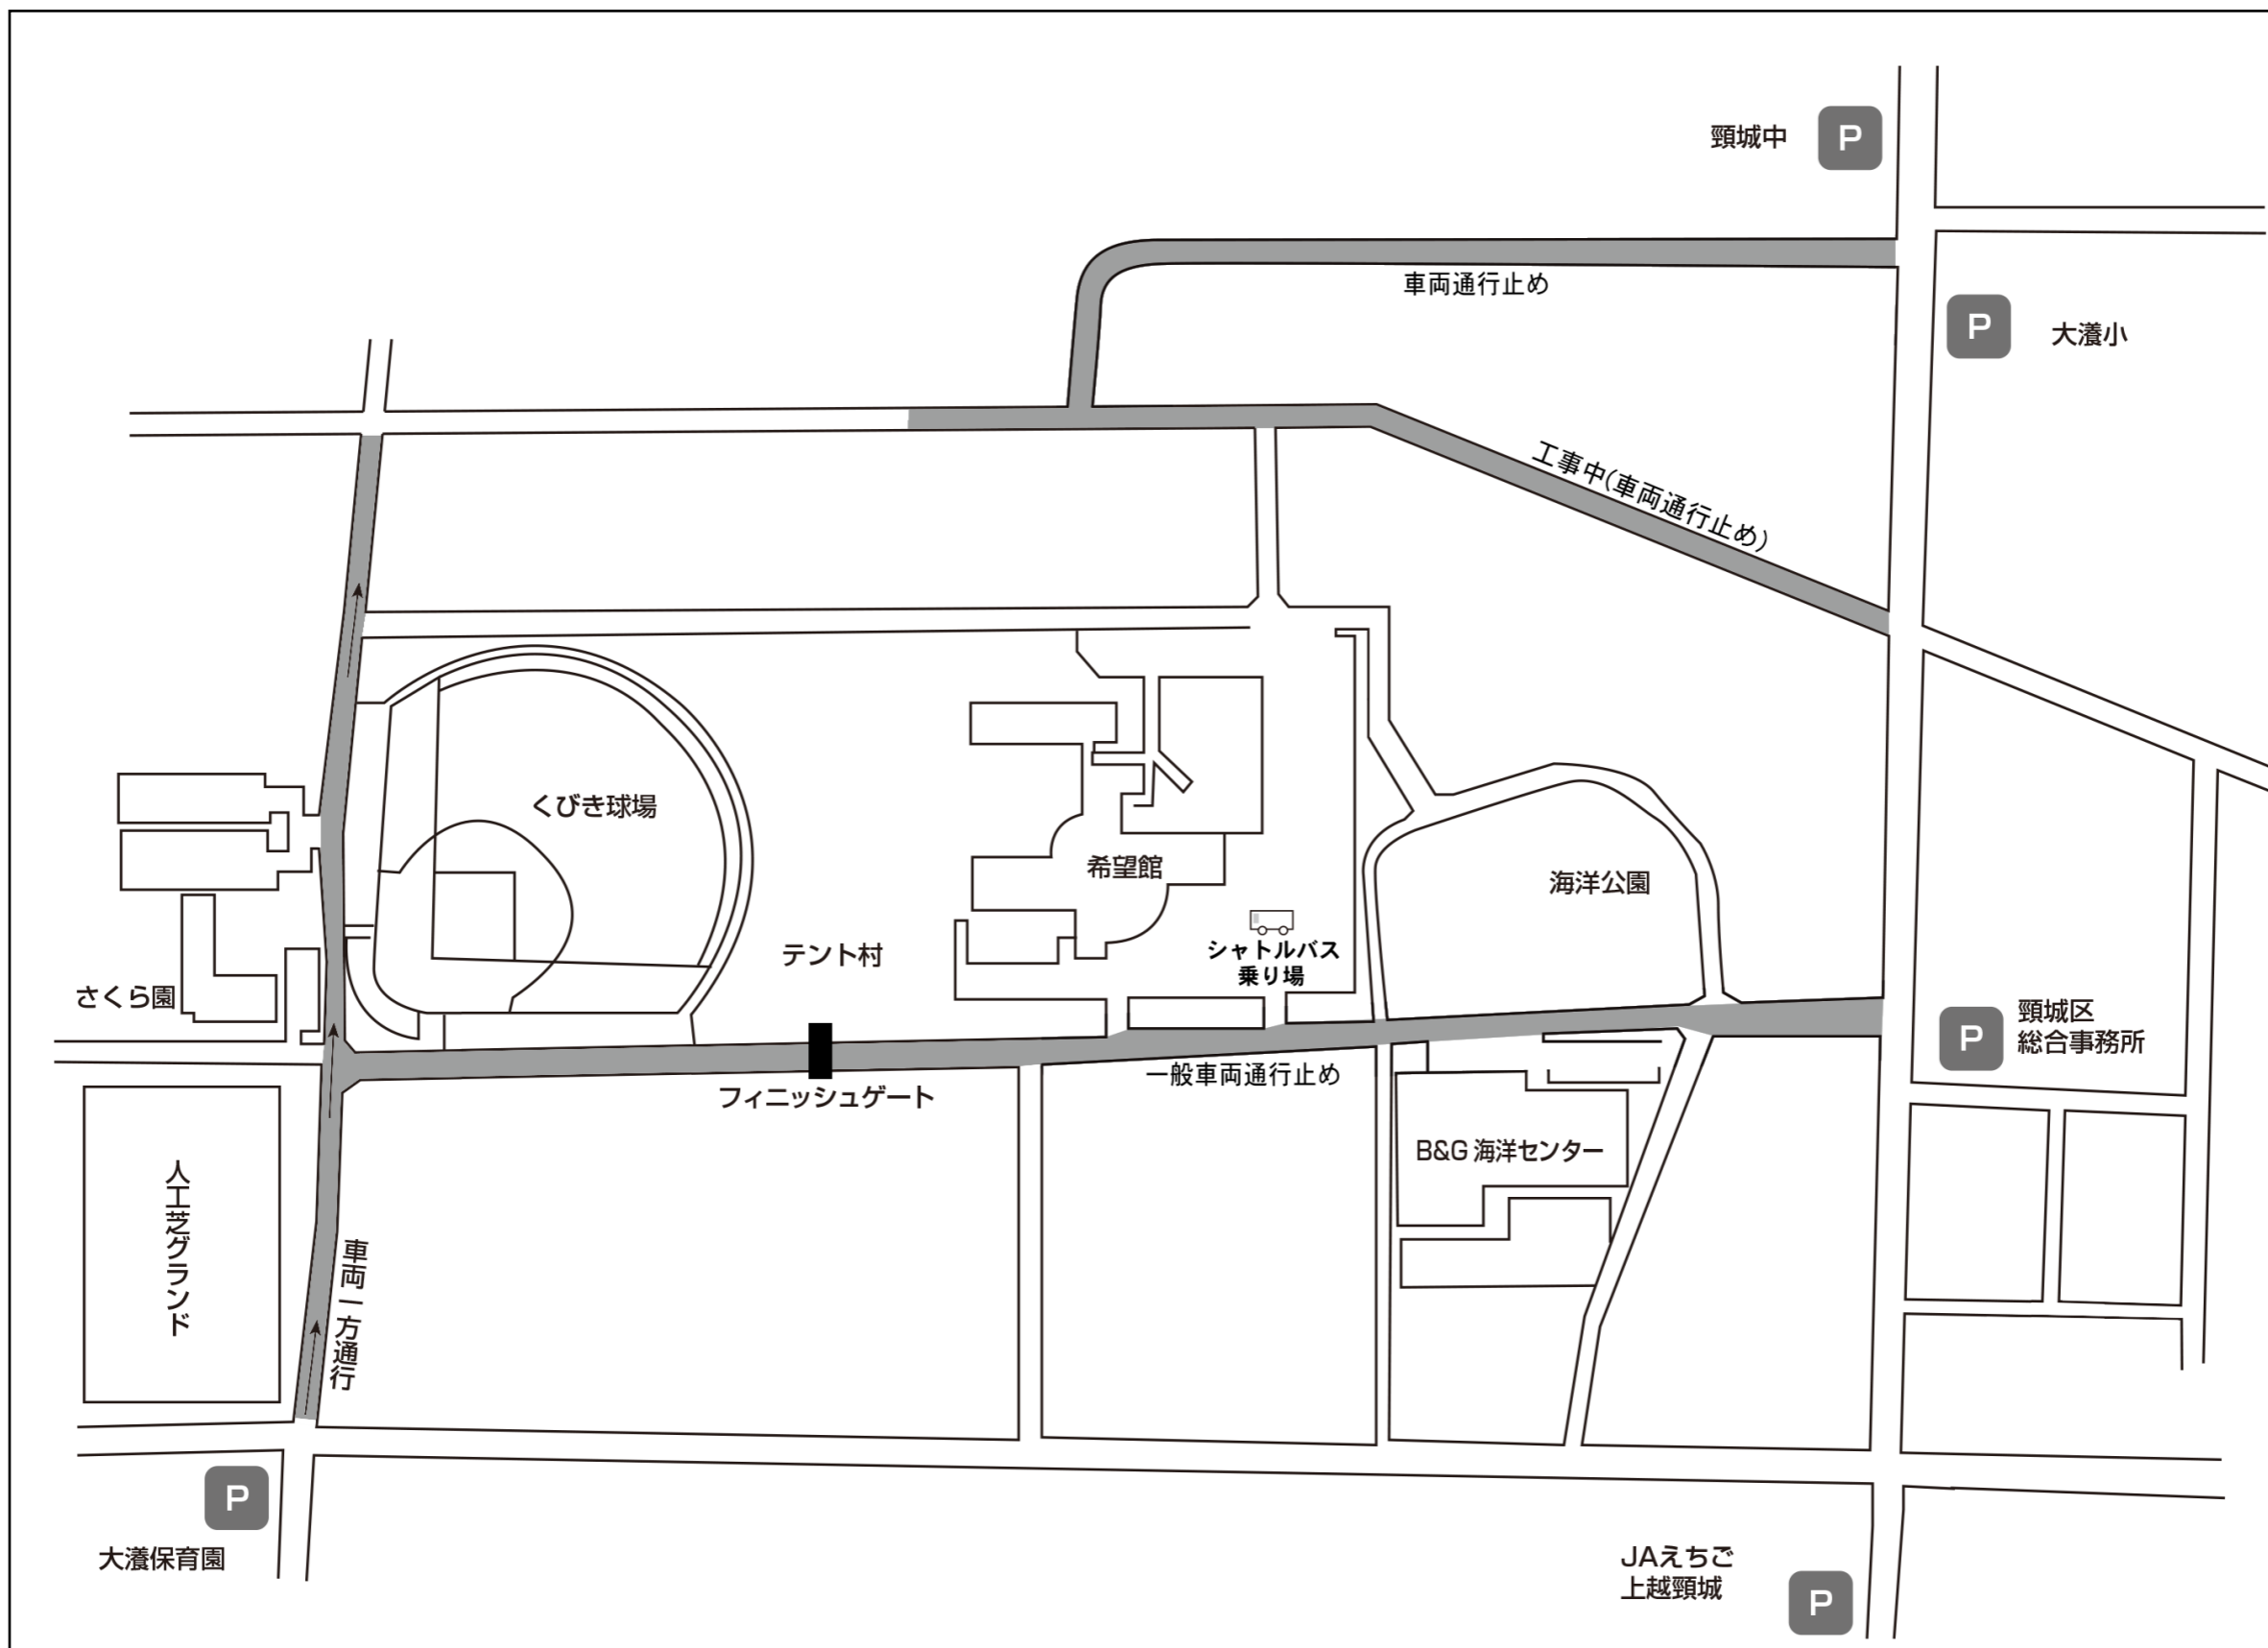 頸城中
P
車両通行止め
P
大瀁小
工事中(車両通行止め)
くびき球場
希望館
海洋公園
テント村
シャトルバス
乗り場
さくら園
P
頸城区
総合事務所
一般車両通行止め
フィニッシュゲート
B&G 海洋センター
人工芝グランド
車両一方通行
P
大瀁保育園
JAえちご
上越頸城
P